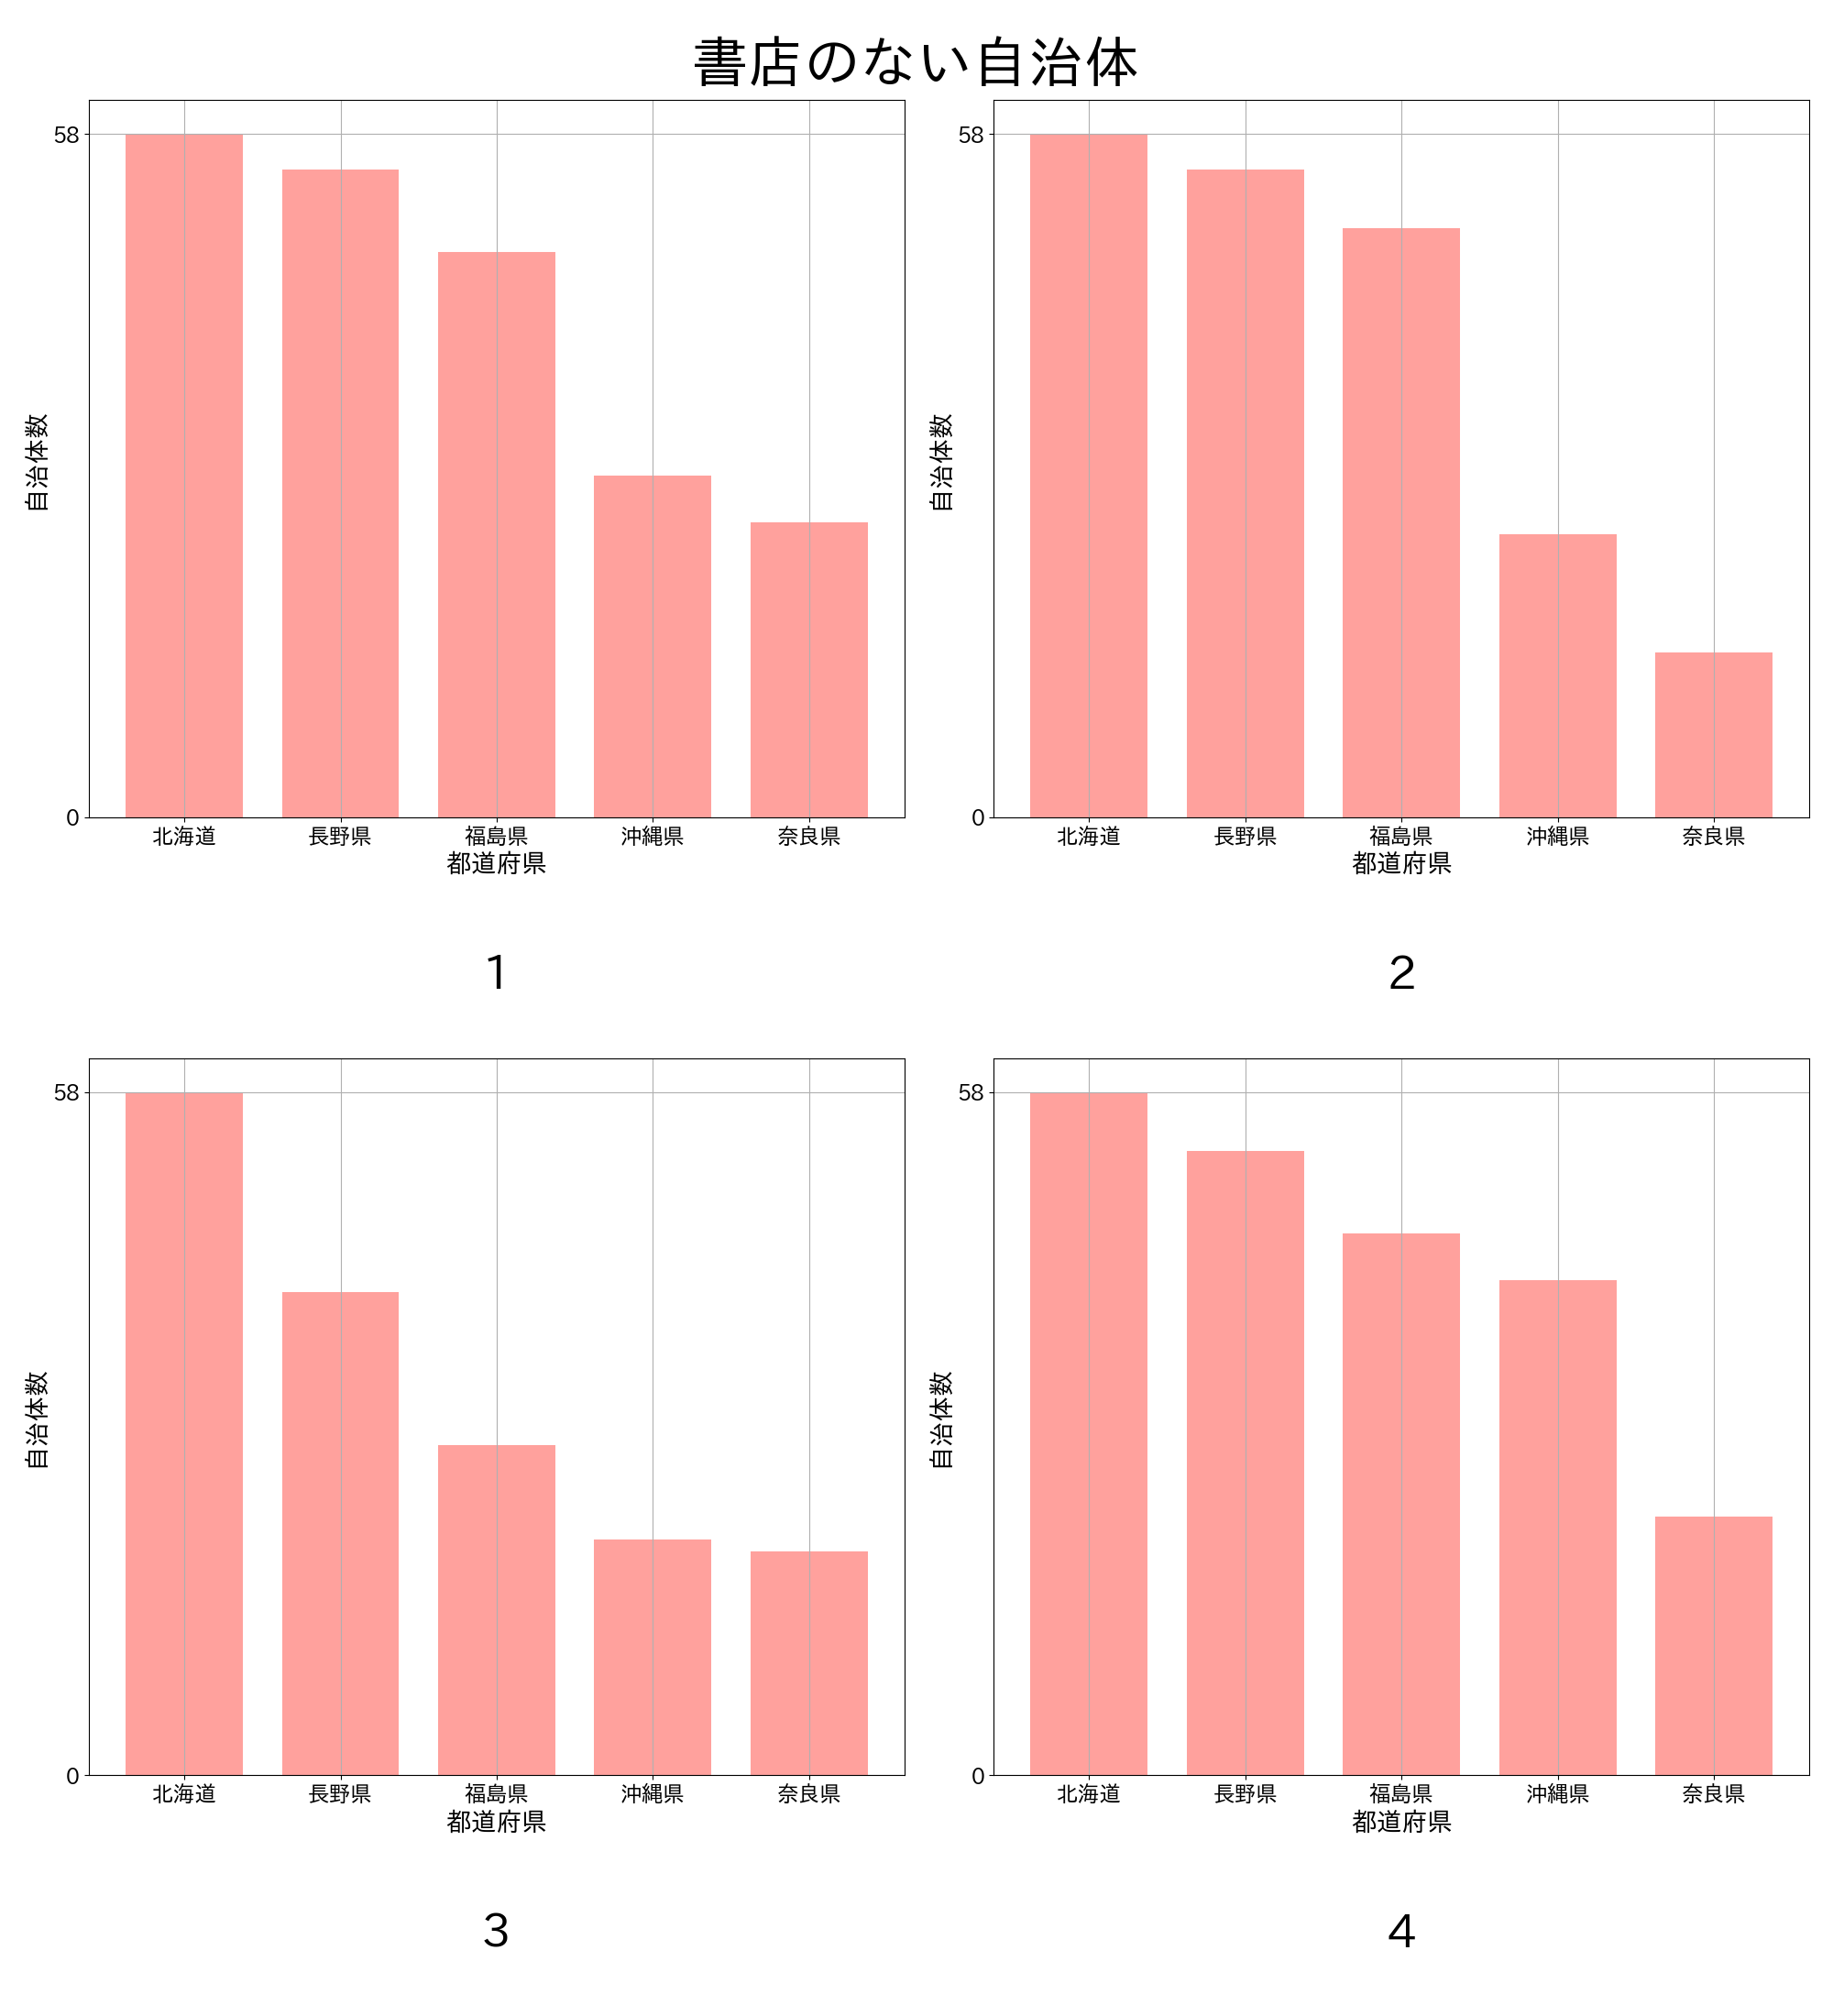 書店のない自治体
58
0
自治体数
北海道 長野県 福島県 沖縄県 奈良県
都道府県
1
58
0
自治体数
北海道 長野県 福島県 沖縄県 奈良県
都道府県
2
58
0
自治体数
北海道 長野県 福島県 沖縄県 奈良県
都道府県
3
58
0
自治体数
北海道 長野県 福島県 沖縄県 奈良県
都道府県
4